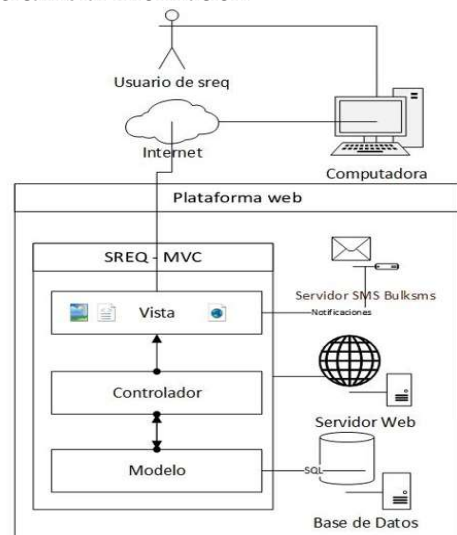 Usuario de sreq
Internet
Computadora
Plataforma web
SREQ - MVC
Vista
Servidor SMS Bulksms
Notificaciones
Controlador
Servidor Web
Modelo
SQL
Base de Datos